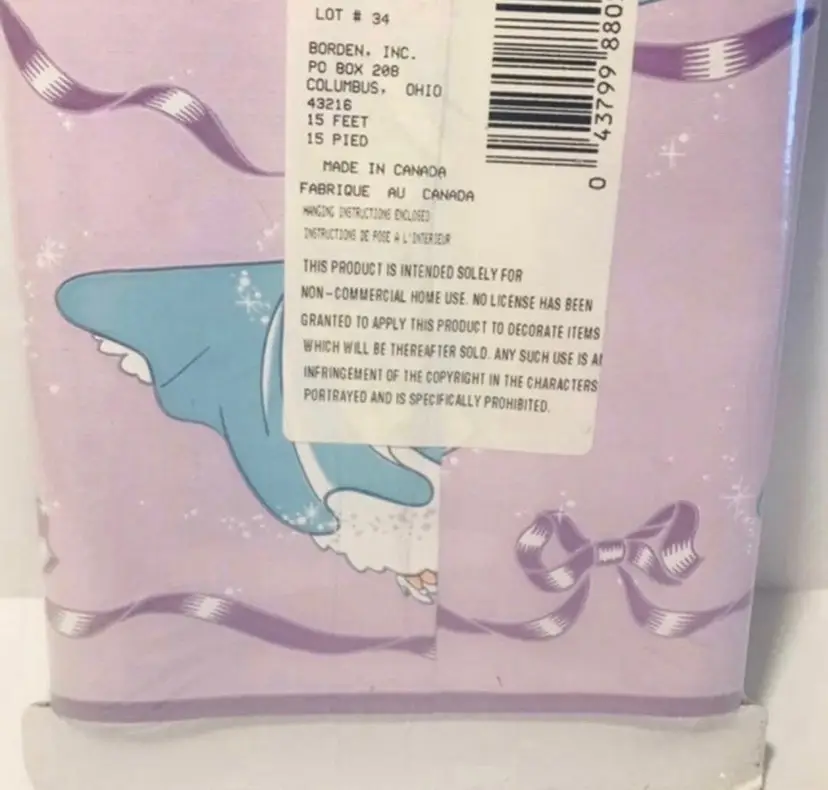 LOT # 34
BORDEN, INC.
PO BOX 208
COLUMBUS, OHIO
43216
15 FEET
15 PIED
MADE IN CANADA
FABRIQUE AU CANADA
HANGING INSTRUCTIONS ENCLOSED
INSTRUCTIONS DE POSE A L'INTERIEUR
THIS PRODUCT IS INTENDED SOLELY FOR
NON-COMMERCIAL HOME USE. NO LICENSE HAS BEEN
GRANTED TO APPLY THIS PRODUCT TO DECORATE ITEMS
WHICH WILL BE THEREAFTER SOLD. ANY SUCH USE IS A
INFRINGEMENT OF THE COPYRIGHT IN THE CHARACTERS
PORTRAYED AND IS SPECIFICALLY PROHIBITED.
0 43799 880